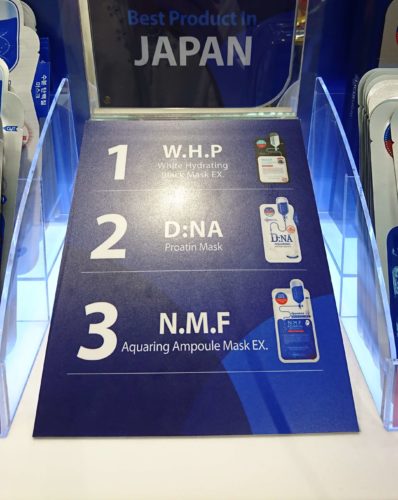 Best Product in
JAPAN
1
W.H.P
White Hydrating
Black Mask EX.
2
D:NA
Proatin Mask
D:NA
3
N.M.F
Aquaring Ampoule Mask EX.
N.M.F